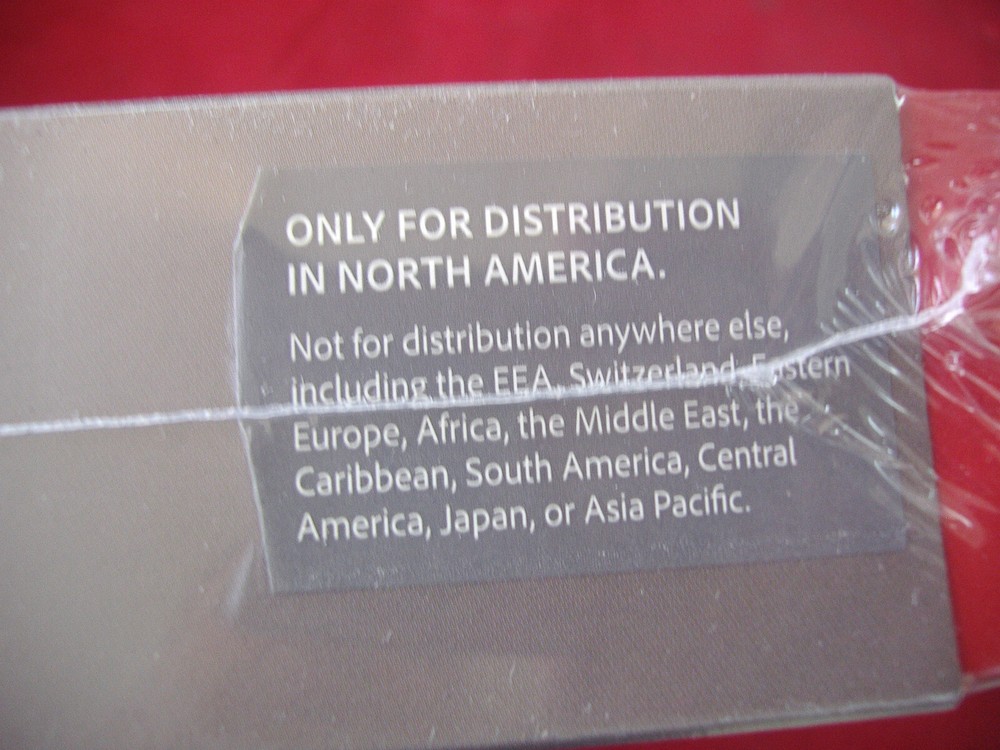 ONLY FOR DISTRIBUTION
IN NORTH AMERICA.
Not for distribution anywhere else,
including the EEA, Switzerland, Eastern
Europe, Africa, the Middle East, the
Caribbean, South America, Central
America, Japan, or Asia Pacific.